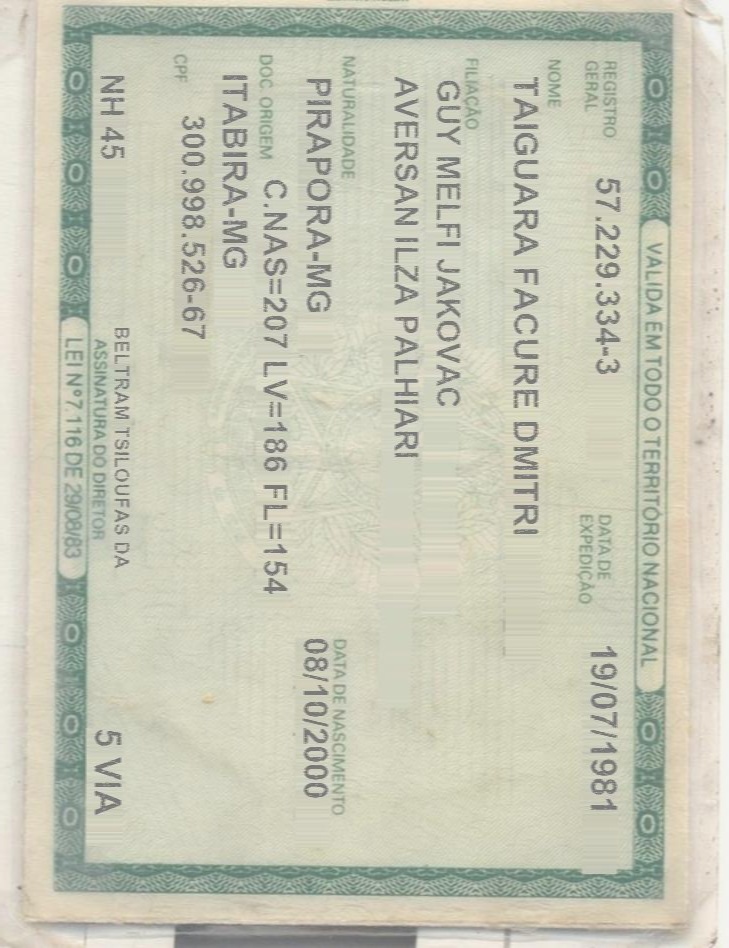 VÁLIDA EM TODO O TERRITÓRIO NACIONAL
REGISTRO GERAL 57.229.334-3 DATA DE EXPEDIÇÃO 19/07/1981
NOME
TAIGUARA FACURE DMITRI
FILIAÇÃO
GUY MELFI JAKOVAC
AVERSAN ILZA PALHIARI
NATURALIDADE DATA DE NASCIMENTO
PIRAPORA-MG 08/10/2000
DOC. ORIGEM C.NAS=207 LV=186 FL=154
ITABIRA-MG
CPF 300.998.526-67
NH 45 BELTRAM TSILOUFAS DA 5 VIA
ASSINATURA DO DIRETOR
LEI Nº 7.116 DE 29/08/83